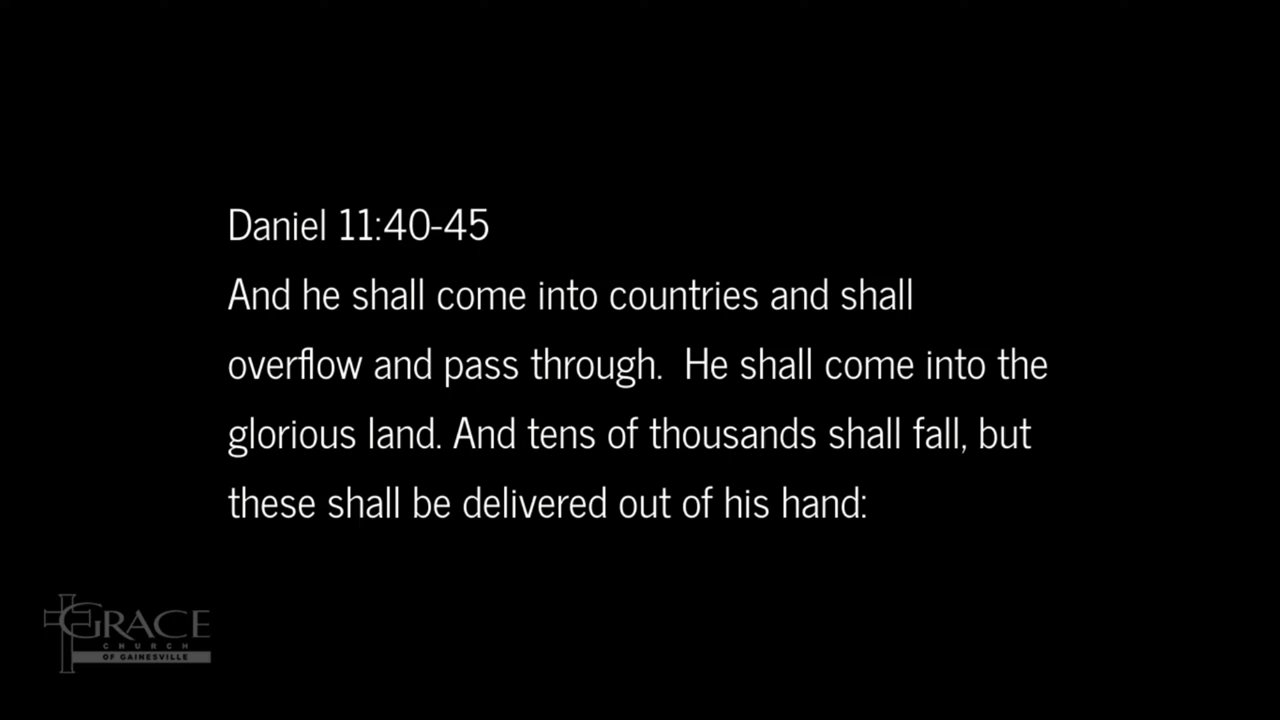 Daniel 11:40-45
And he shall come into countries and shall
overflow and pass through.  He shall come into the
glorious land. And tens of thousands shall fall, but
these shall be delivered out of his hand:
GRACE
CHURCH
OF GAINESVILLE